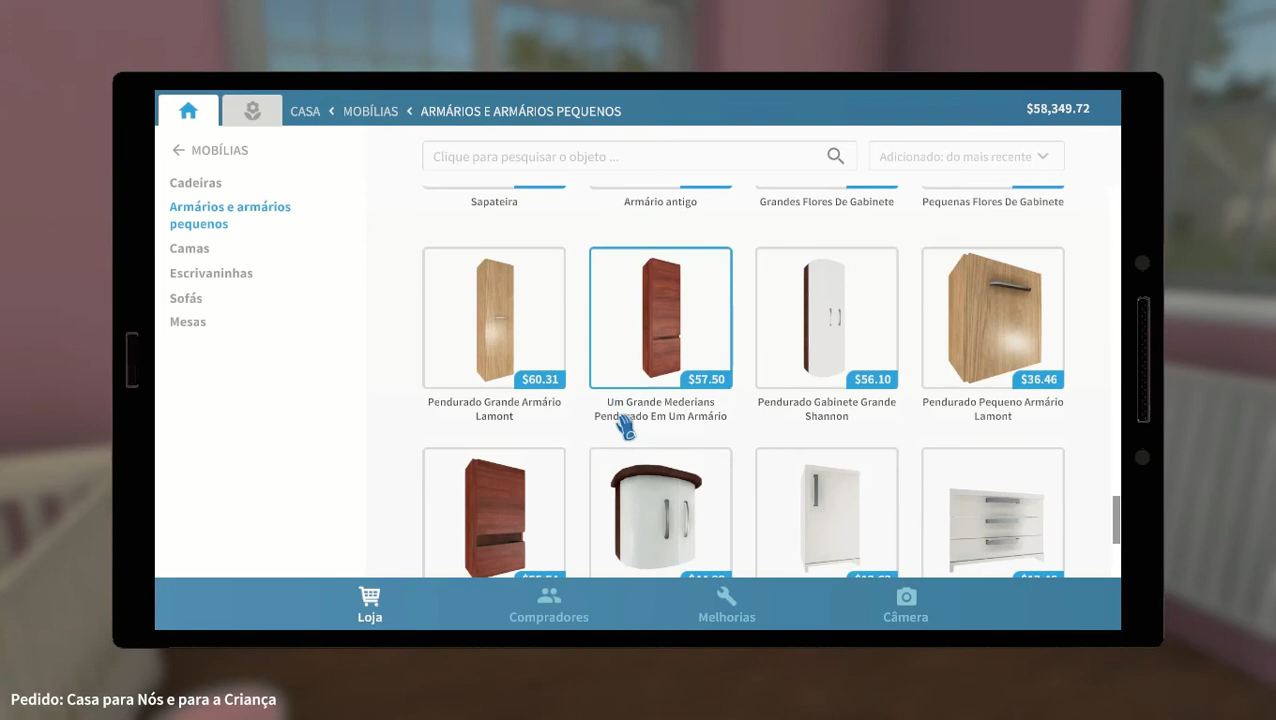 CASA < MOBÍLIAS < ARMÁRIOS E ARMÁRIOS PEQUENOS
$58,349.72
MOBÍLIAS
Cadeiras
Armários e armários
pequenos
Camas
Escrivaninhas
Sofás
Mesas
Clique para pesquisar o objeto ...
Adicionado: do mais recente
Sapateira
Armário antigo
Grandes Flores De Gabinete
Pequenas Flores De Gabinete
$60.31
$57.50
$56.10
$36.46
Pendurado Grande Armário
Lamont
Um Grande Mederians
Pendurado Em Um Armário
Pendurado Gabinete Grande
Shannon
Pendurado Pequeno Armário
Lamont
Loja
Compradores
Melhorias
Câmera
Pedido: Casa para Nós e para a Criança